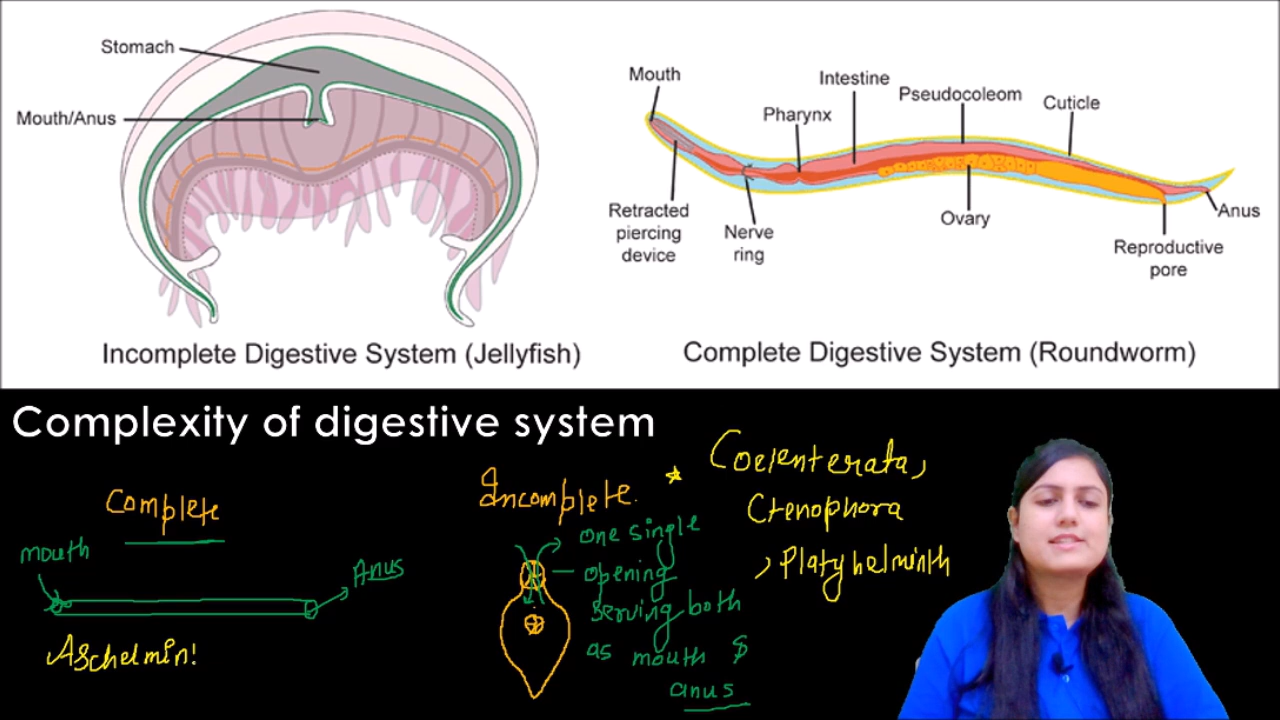 Stomach
Mouth/Anus
Incomplete Digestive System (Jellyfish)
Mouth
Intestine
Pseudocoleom
Cuticle
Pharynx
Retracted
piercing
device
Nerve
ring
Ovary
Anus
Reproductive
pore
Complete Digestive System (Roundworm)
Complexity of digestive system
Complete
mouth
Anus
Aschelmin!
Incomplete.
one single
opening
serving both
as mouth $
anus
Coelenterata,
Ctenophora
, Platyhelminth